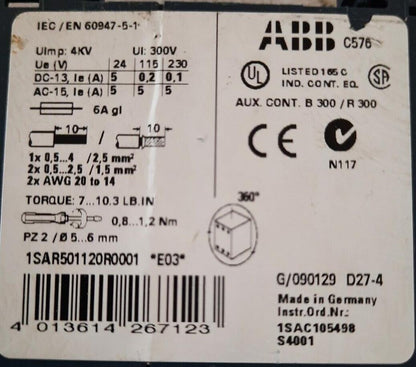 IEC/EN 60947-5-1
ABB C576
Uimp: 4KV Ui: 300V
Ue (V) 24 115 230
DC-13, Ie (A) 5 0,2 0,1
AC-15, Ie (A) 5 5 5
UL LISTED 165 C
IND. CONT. EQ.
SA
6A gl
AUX. CONT. B 300 / R 300
10 / 10
1x 0,5...4 / 2,5 mm²
2x 0,5...2,5 / 1,5 mm²
2x AWG 20 to 14
CE
N117
TORQUE: 7...10.3 LB.IN
0,8...1,2 Nm
PZ 2 / Ø 5...6 mm
360°
1SAR501120R0001 *E03*
G/090129 D27-4
Made in Germany
Instr.Ord.Nr.:
1SAC105498
S4001
4 013614 267123